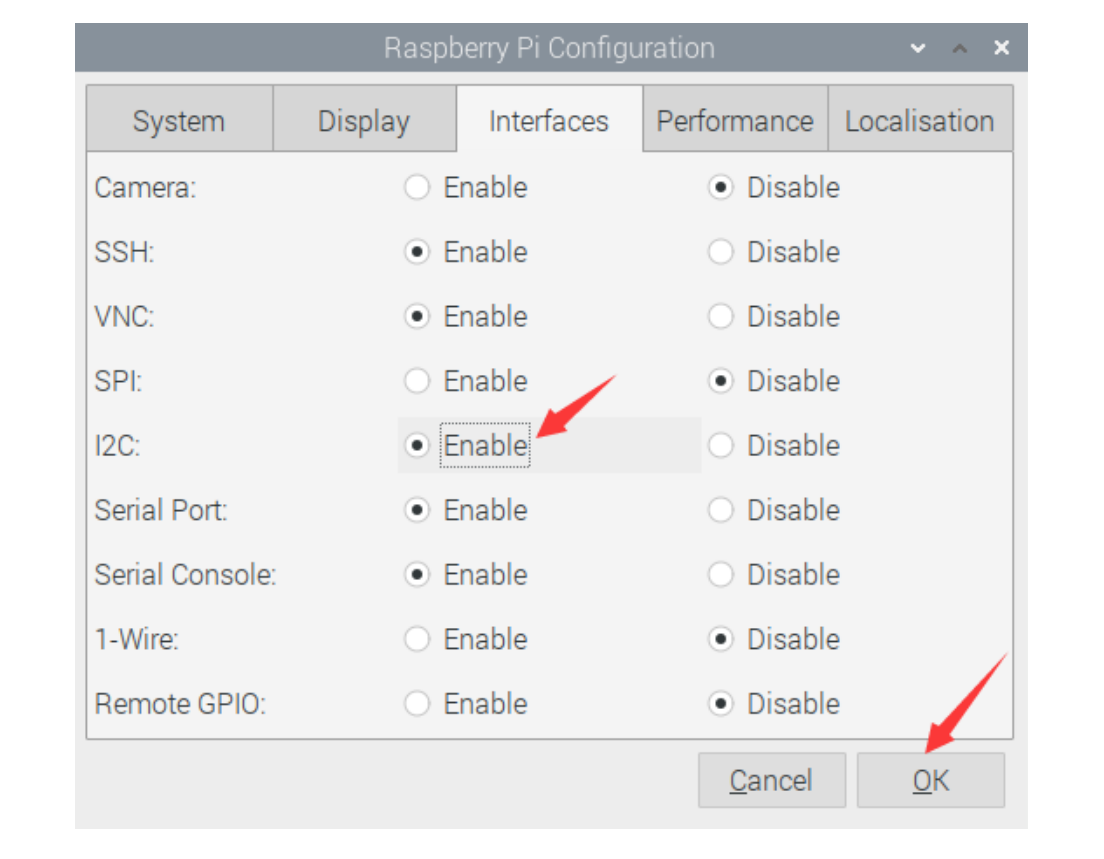 Raspberry Pi Configuration
System Display Interfaces Performance Localisation
Camera: Enable Disable
SSH: Enable Disable
VNC: Enable Disable
SPI: Enable Disable
I2C: Enable Disable
Serial Port: Enable Disable
Serial Console: Enable Disable
1-Wire: Enable Disable
Remote GPIO: Enable Disable
Cancel OK